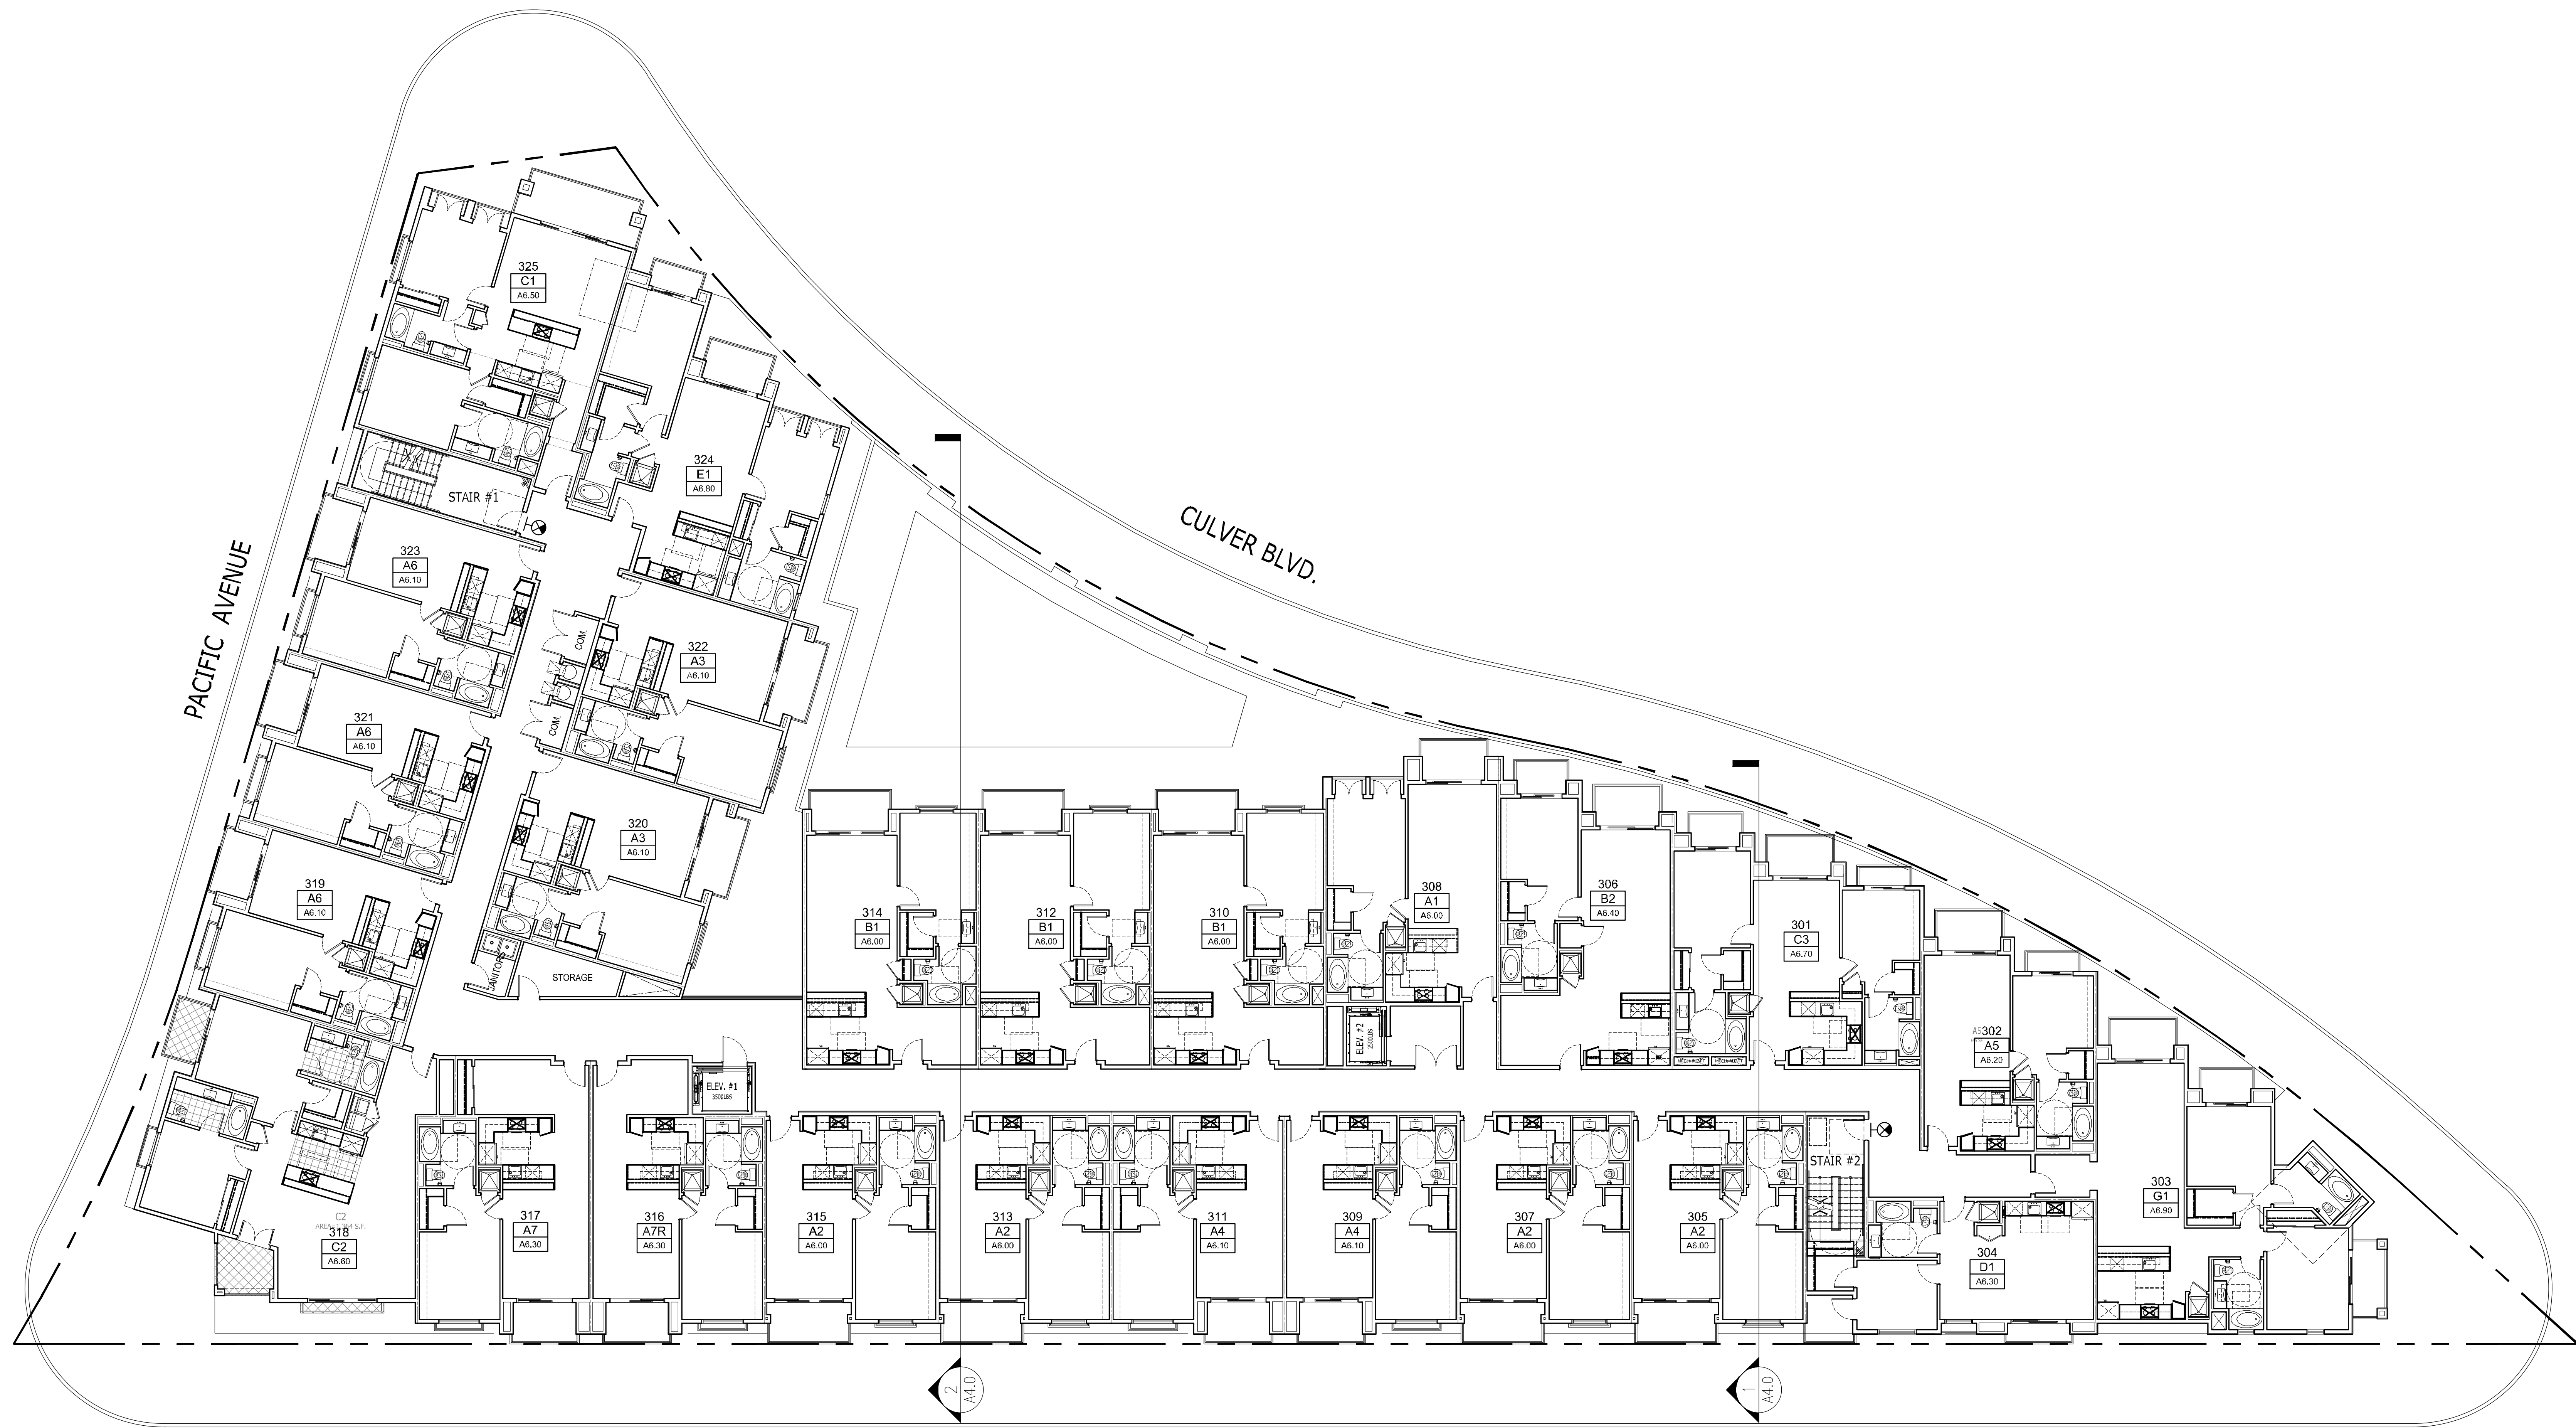 325
C1
A6.50
324
E1
A6.80
STAIR #1
CULVER BLVD.
PACIFIC AVENUE
323
A6
A6.10
COM.
322
A3
A6.10
321
A6
A6.10
COM.
320
A3
A6.10
319
A6
A6.10
JANITORS
STORAGE
314
B1
A6.00
312
B1
A6.00
310
B1
A6.00
308
A1
A6.00
306
B2
A6.40
301
C3
A6.70
302
A5
A6.20
ELEV. #2
3500LBS
ELEV. #1
3500LBS
STAIR #2
C2
318
C2
A6.60
317
A7
A6.30
316
A7R
A6.30
315
A2
A6.00
313
A2
A6.00
311
A4
A6.10
309
A4
A6.10
307
A2
A6.00
305
A2
A6.00
304
D1
A6.30
303
G1
A6.90
2
A4.0
1
A4.0